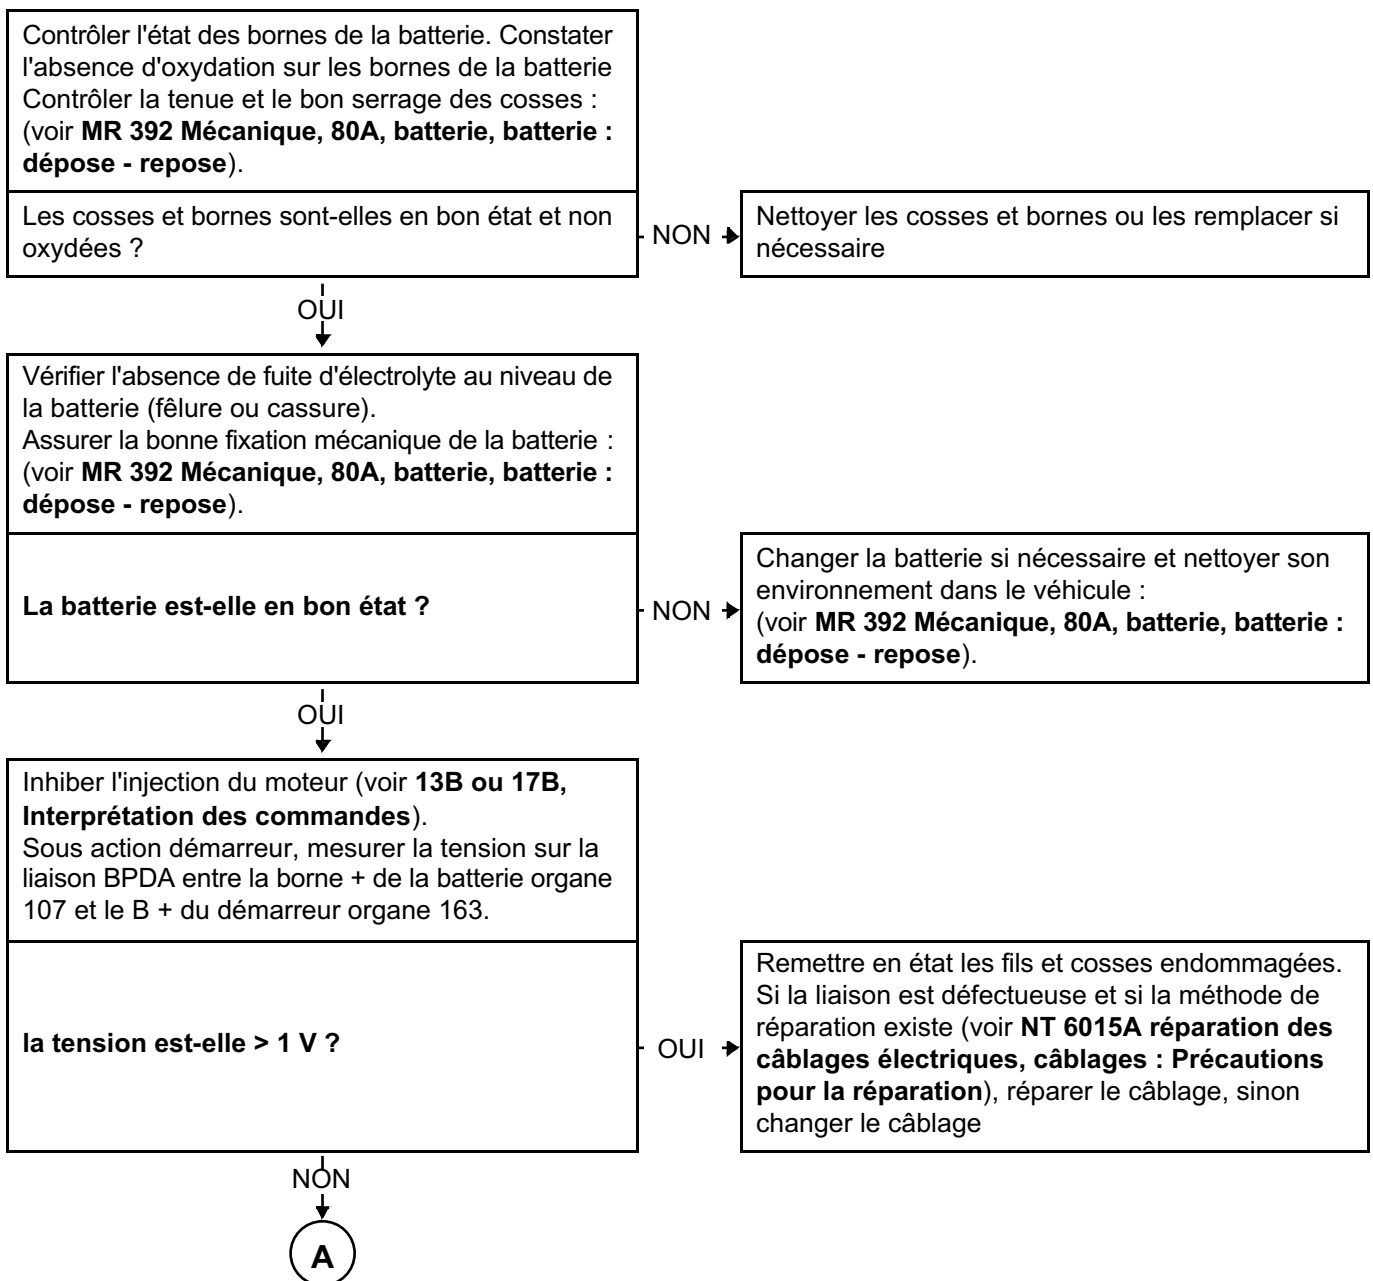 Contrôler l'état des bornes de la batterie. Constater
l'absence d'oxydation sur les bornes de la batterie
Contrôler la tenue et le bon serrage des cosses :
(voir MR 392 Mécanique, 80A, batterie, batterie :
dépose - repose).
Les cosses et bornes sont-elles en bon état et non
oxydées ?
NON
Nettoyer les cosses et bornes ou les remplacer si
nécessaire
OUI
Vérifier l'absence de fuite d'électrolyte au niveau de
la batterie (fêlure ou cassure).
Assurer la bonne fixation mécanique de la batterie :
(voir MR 392 Mécanique, 80A, batterie, batterie :
dépose - repose).
La batterie est-elle en bon état ?
NON
Changer la batterie si nécessaire et nettoyer son
environnement dans le véhicule :
(voir MR 392 Mécanique, 80A, batterie, batterie :
dépose - repose).
OUI
Inhiber l'injection du moteur (voir 13B ou 17B,
Interprétation des commandes).
Sous action démarreur, mesurer la tension sur la
liaison BPDA entre la borne + de la batterie organe
107 et le B + du démarreur organe 163.
la tension est-elle > 1 V ?
OUI
Remettre en état les fils et cosses endommagées.
Si la liaison est défectueuse et si la méthode de
réparation existe (voir NT 6015A réparation des
câblages électriques, câblages : Précautions
pour la réparation), réparer le câblage, sinon
changer le câblage
NON
A